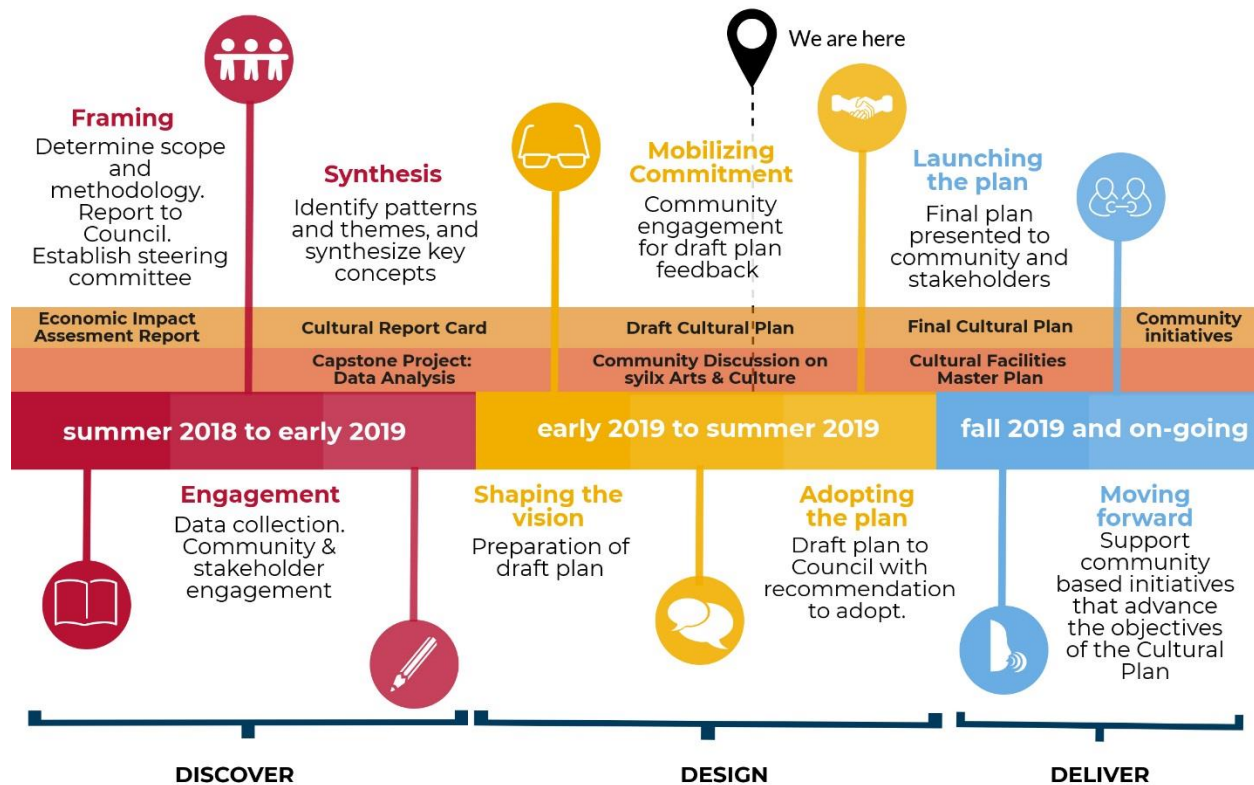 We are here
Framing
Determine scope
and
methodology.
Report to
Council.
Establish steering
committee
Synthesis
Identify patterns
and themes, and
synthesize key
concepts
Mobilizing
Commitment
Community
engagement
for draft plan
feedback
Launching
the plan
Final plan
presented to
community and
stakeholders
Economic Impact
Assesment Report
Cultural Report Card
Draft Cultural Plan
Final Cultural Plan
Community
initiatives
Capstone Project:
Data Analysis
Community Discussion on
syilx Arts & Culture
Cultural Facilities
Master Plan
summer 2018 to early 2019
early 2019 to summer 2019
fall 2019 and on-going
Engagement
Data collection.
Community &
stakeholder
engagement
Shaping the
vision
Preparation of
draft plan
Adopting
the plan
Draft plan to
Council with
recommendation
to adopt.
Moving
forward
Support
community
based initiatives
that advance
the objectives
of the Cultural
Plan
DISCOVER
DESIGN
DELIVER